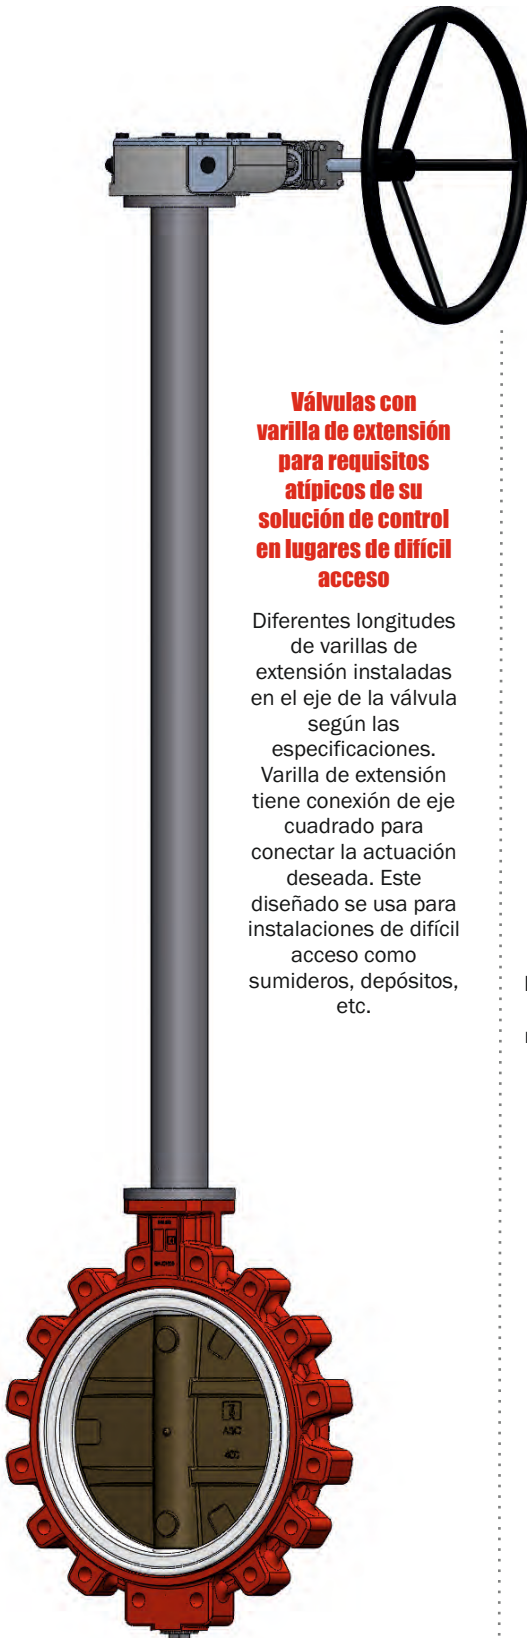 Válvulas con
varilla de extensión
para requisitos
atípicos de su
solución de control
en lugares de difícil
acceso
Diferentes longitudes
de varillas de
extensión instaladas
en el eje de la válvula
según las
especificaciones.
Varilla de extensión
tiene conexión de eje
cuadrado para
conectar la actuación
deseada. Este
diseñado se usa para
instalaciones de difícil
acceso como
sumideros, depósitos,
etc.